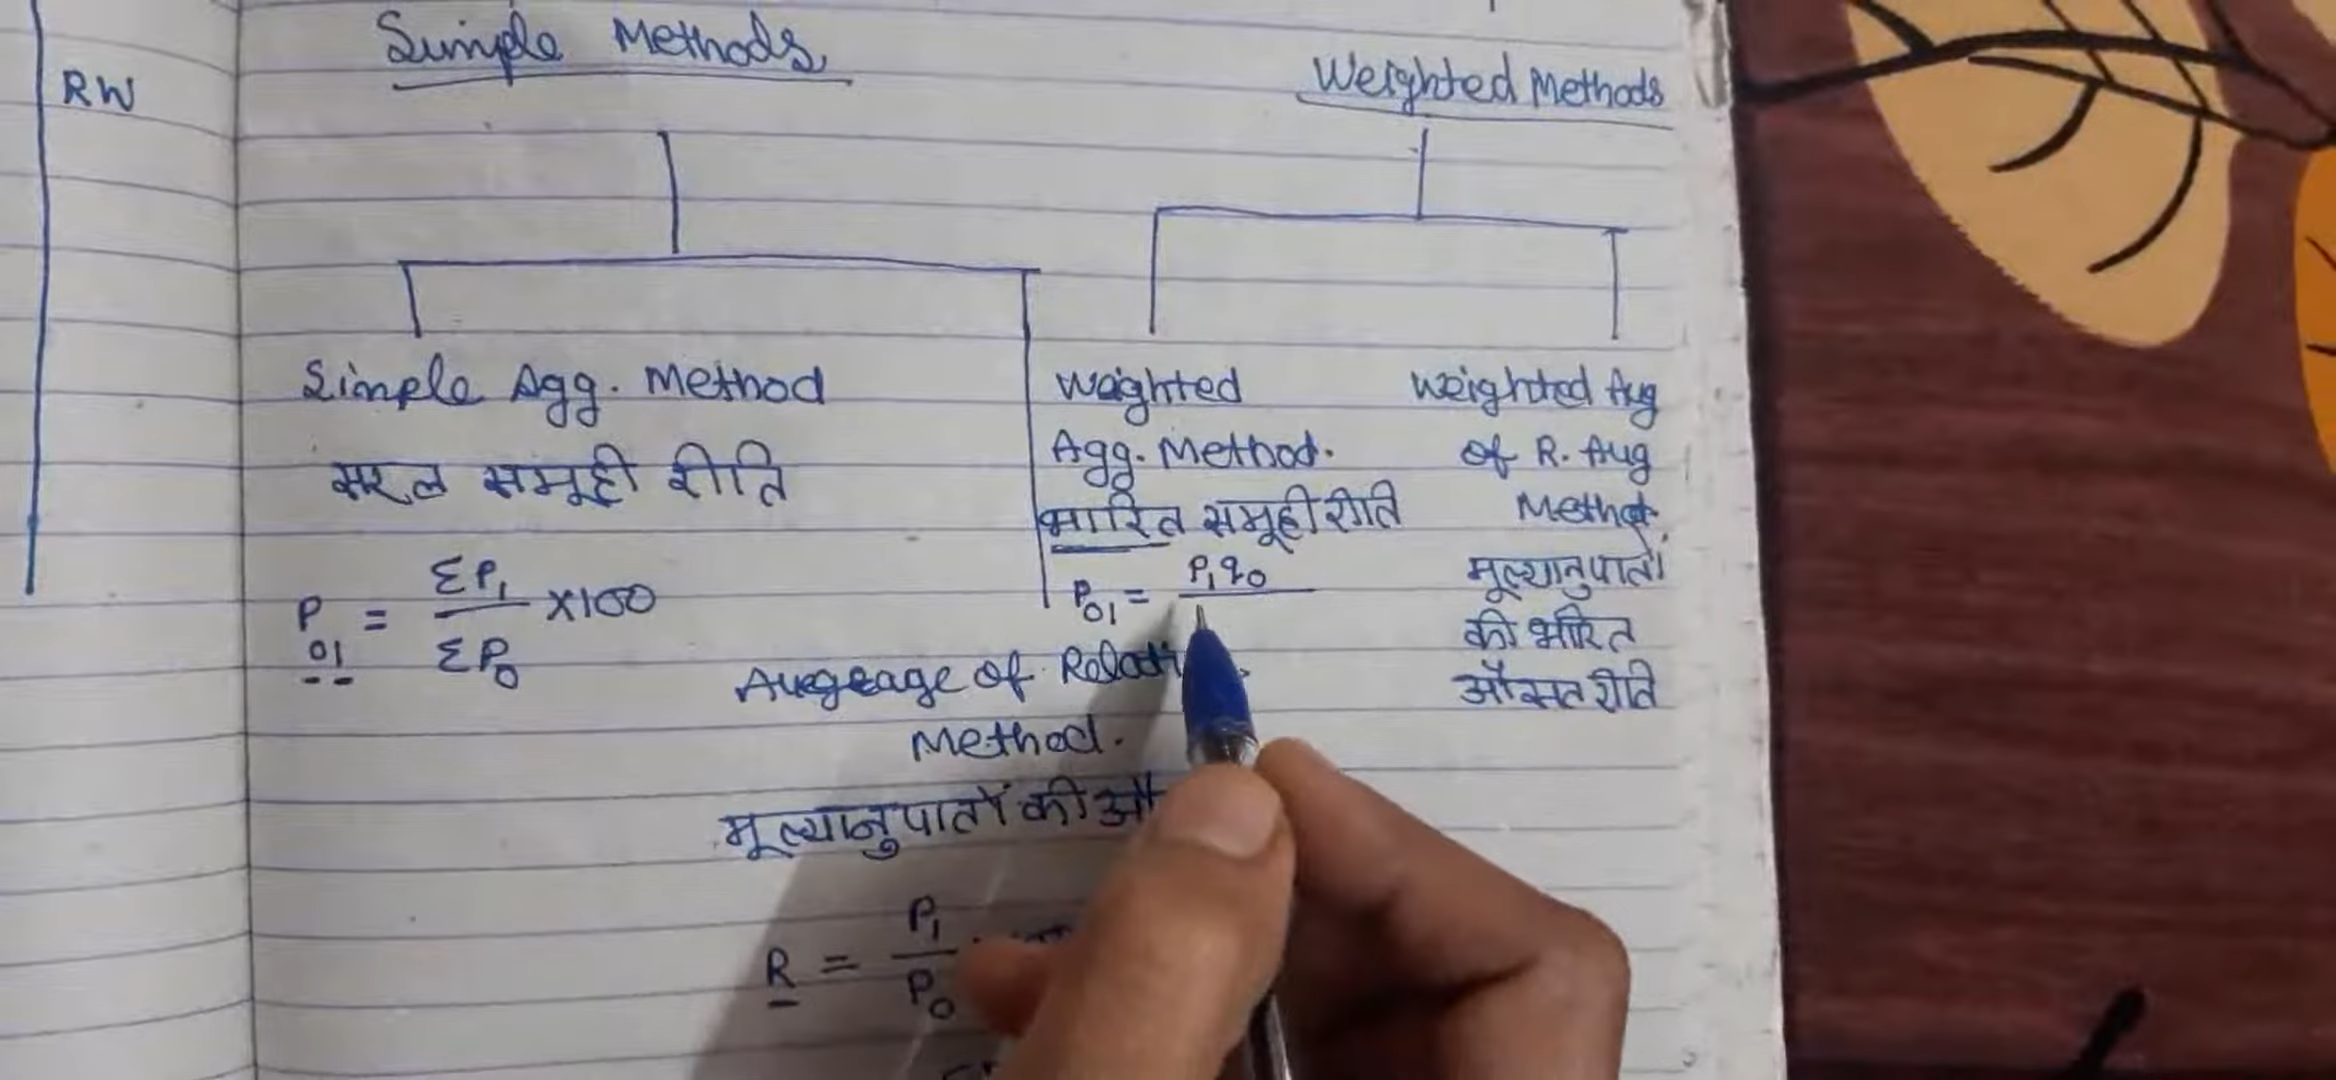 Simple Methods
Weighted Methods
RW
Simple Agg. Method
सरल समूही रीति
P01 = ΣP1 / ΣP0 ×100
Weighted
Agg. Method.
भारित समूही रीति
P01 = P1q0
Weighted Avg
of R. Avg
Method
मूल्यानुपातों
की भारित
औसत रीति
Avgeage of Relati
Method.
मूल्यानुपातों की औ
R = P1 / P0